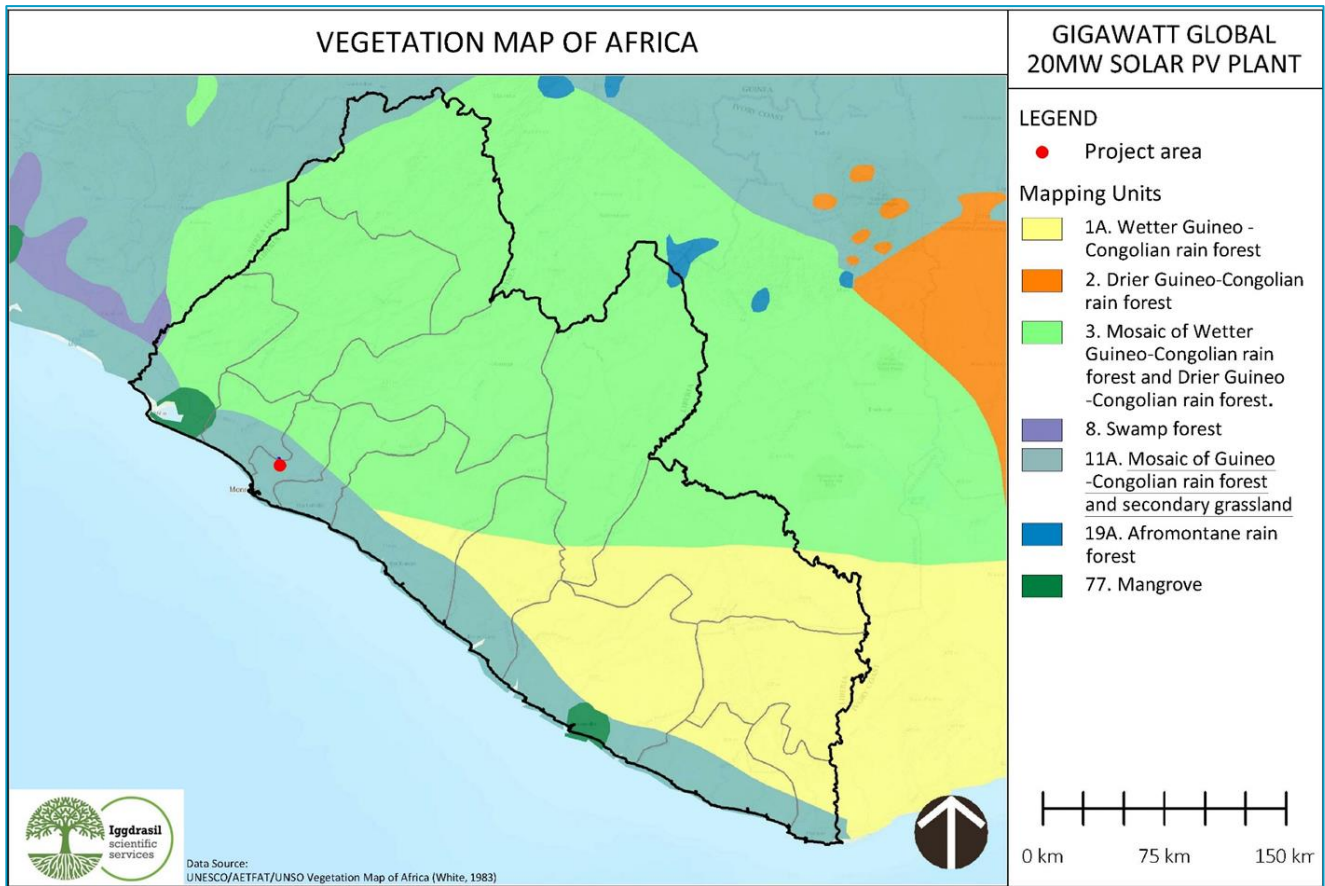 VEGETATION MAP OF AFRICA
GIGAWATT GLOBAL
20MW SOLAR PV PLANT
LEGEND
Project area
Mapping Units
1A. Wetter Guineo -
Congolian rain forest
2. Drier Guineo-Congolian
rain forest
3. Mosaic of Wetter
Guineo-Congolian rain
forest and Drier Guineo
-Congolian rain forest.
8. Swamp forest
11A. Mosaic of Guineo
-Congolian rain forest
and secondary grassland
19A. Afromontane rain
forest
77. Mangrove
0 km
75 km
150 km
GUINEA
IVORY COAST
Iggdrasil
scientific
services
Data Source:
UNESCO/AETFAT/UNSO Vegetation Map of Africa (White, 1983)